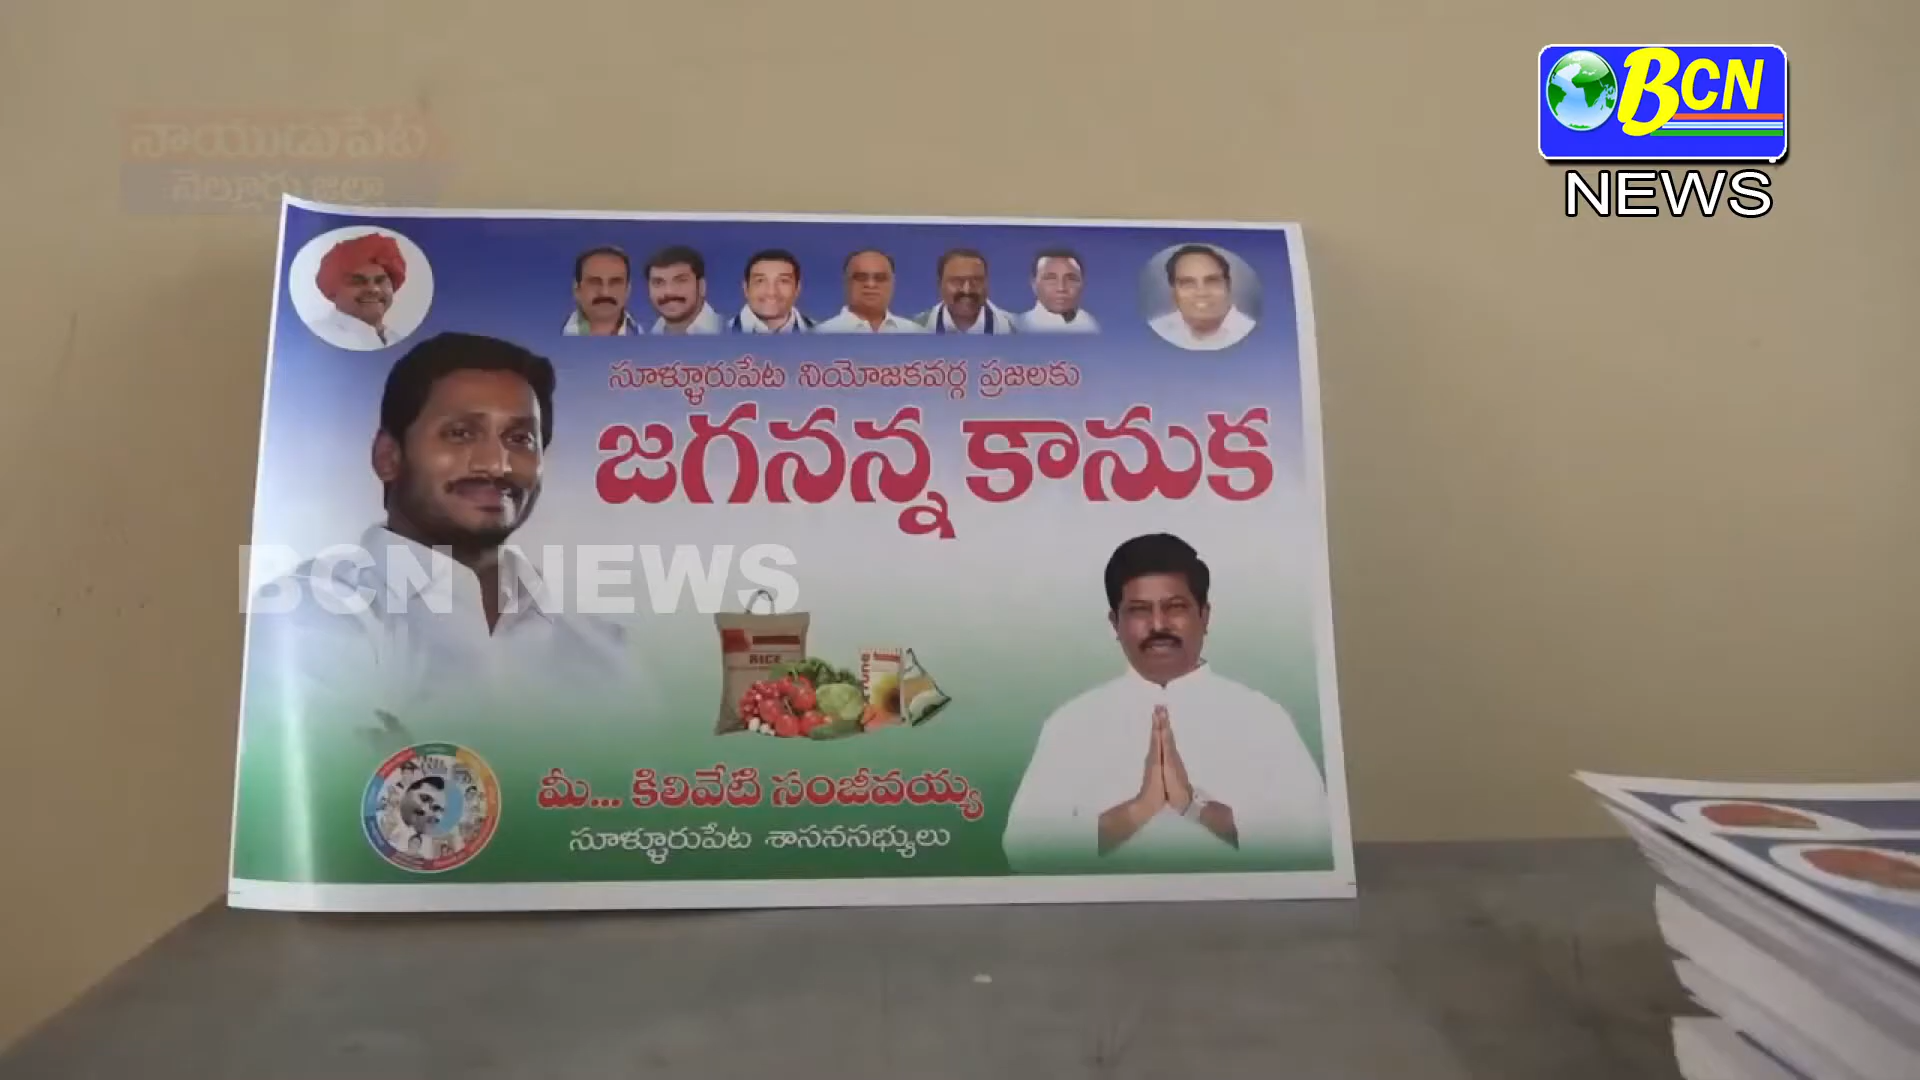 BCN
NEWS
నాయుడుపేట
నెల్లూరు జిల్లా
సూళ్ళూరుపేట నియోజకవర్గ ప్రజలకు
జగనన్న కానుక
BCN NEWS
RICE
మీ... కిలివేటి సంజీవయ్య
సూళ్ళూరుపేట శాసనసభ్యులు